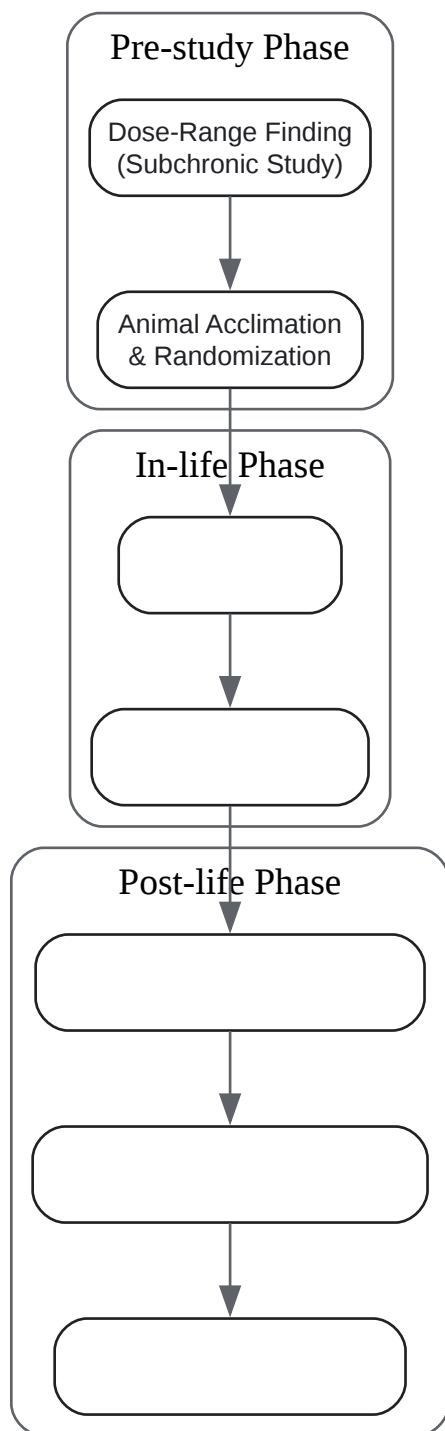 Pre-study Phase
Dose-Range Finding
(Subchronic Study)
Animal Acclimation
& Randomization
In-life Phase
Post-life Phase